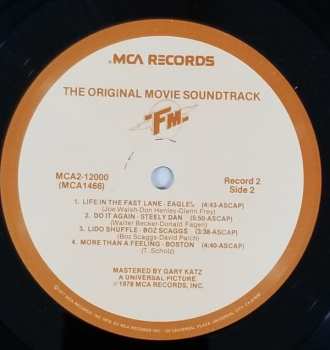 MCA RECORDS
THE ORIGINAL MOVIE SOUNDTRACK
FM
MCA2-12000
(MCA1466)
Record 2
Side 2
1. LIFE IN THE FAST LANE - EAGLES (4:43-ASCAP)
(Joe Walsh-Don Henley-Glenn Frey)
2. DO IT AGAIN - STEELY DAN (5:50-ASCAP)
(Walter Becker-Donald Fagen)
3. LIDO SHUFFLE - BOZ SCAGGS (3:38-ASCAP)
(Boz Scaggs-David Paich)
4. MORE THAN A FEELING - BOSTON (4:40-ASCAP)
(T. Scholz)
MASTERED BY GARY KATZ
A UNIVERSAL PICTURE
℗1978 MCA RECORDS, INC.